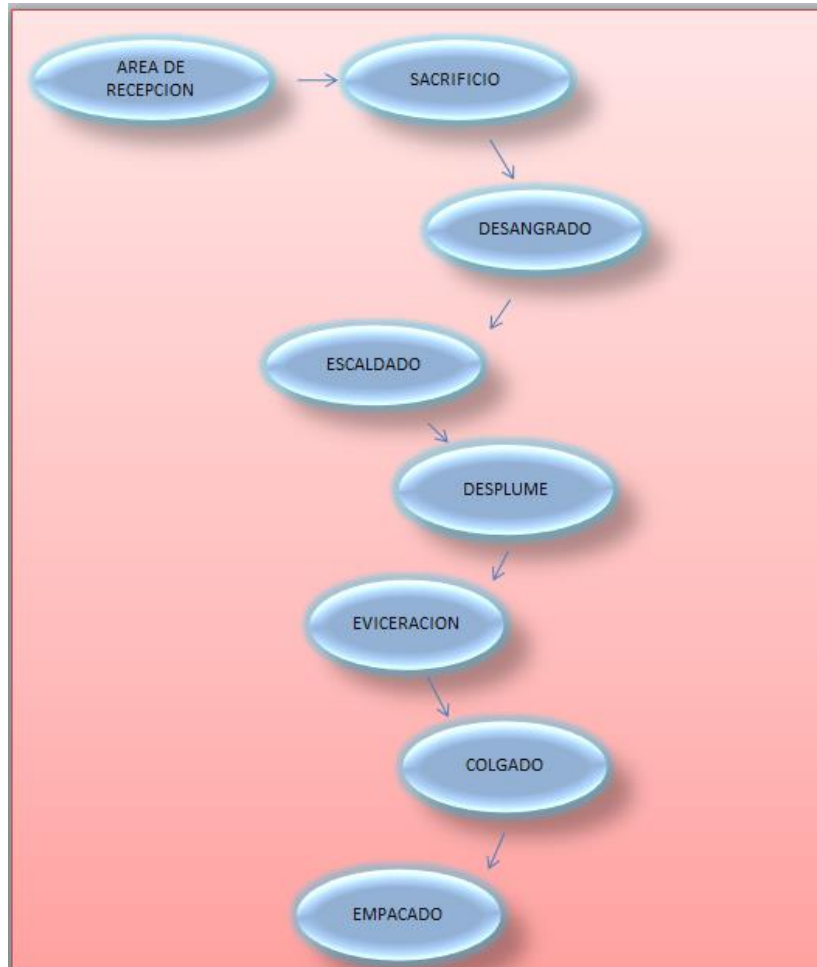 AREA DE
RECEPCION
SACRIFICIO
DESANGRADO
ESCALDADO
DESPLUME
EVICERACION
COLGADO
EMPACADO